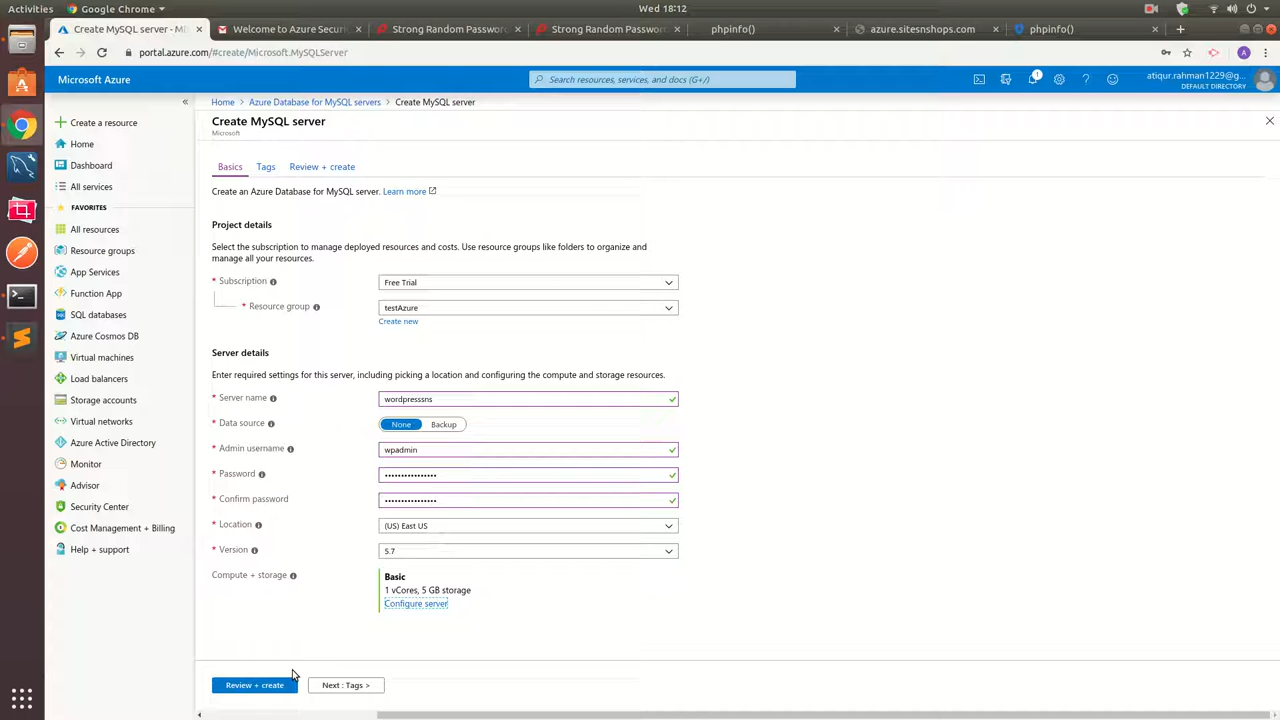 Activities
Google Chrome
Wed 18:12
Create MySQL server - Mi
Welcome to Azure Securi
Strong Random Password
Strong Random Password
phpinfo()
azure.sitesnshops.com
phpinfo()
portal.azure.com/#create/Microsoft.MySQLServer
A
Microsoft Azure
Search resources, services, and docs (G+/)
1
atiqur.rahman1229@g...
DEFAULT DIRECTORY
Create a resource
Home
Dashboard
All services
FAVORITES
All resources
Resource groups
App Services
Function App
SQL databases
Azure Cosmos DB
Virtual machines
Load balancers
Storage accounts
Virtual networks
Azure Active Directory
Monitor
Advisor
Security Center
Cost Management + Billing
Help + support
Home > Azure Database for MySQL servers > Create MySQL server
Create MySQL server
Microsoft
Basics Tags Review + create
Create an Azure Database for MySQL server. Learn more
Project details
Select the subscription to manage deployed resources and costs. Use resource groups like folders to organize and
manage all your resources.
* Subscription
Free Trial
* Resource group
testAzure
Create new
Server details
Enter required settings for this server, including picking a location and configuring the compute and storage resources.
* Server name
wordpresssns
* Data source
None Backup
* Admin username
wpadmin
* Password
* Confirm password
* Location
(US) East US
* Version
5.7
Compute + storage
Basic
1 vCores, 5 GB storage
Configure server
Review + create
Next : Tags >